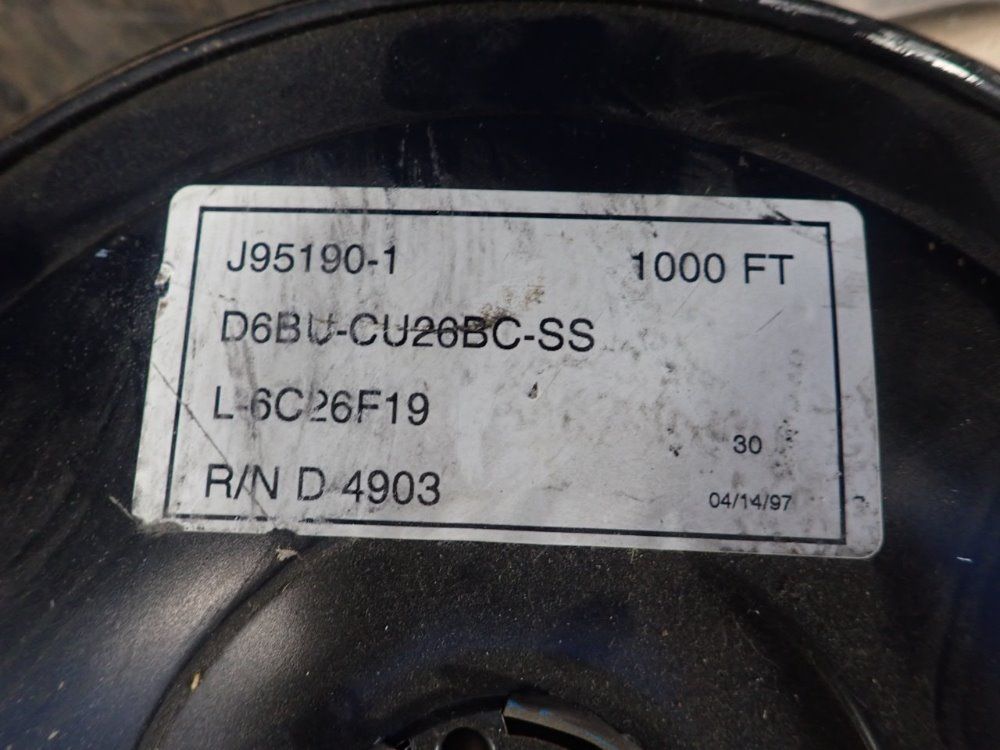 J95190-1 1000 FT
D6BU-CU26BC-SS
L-6C26F19
30
R/N D 4903 04/14/97